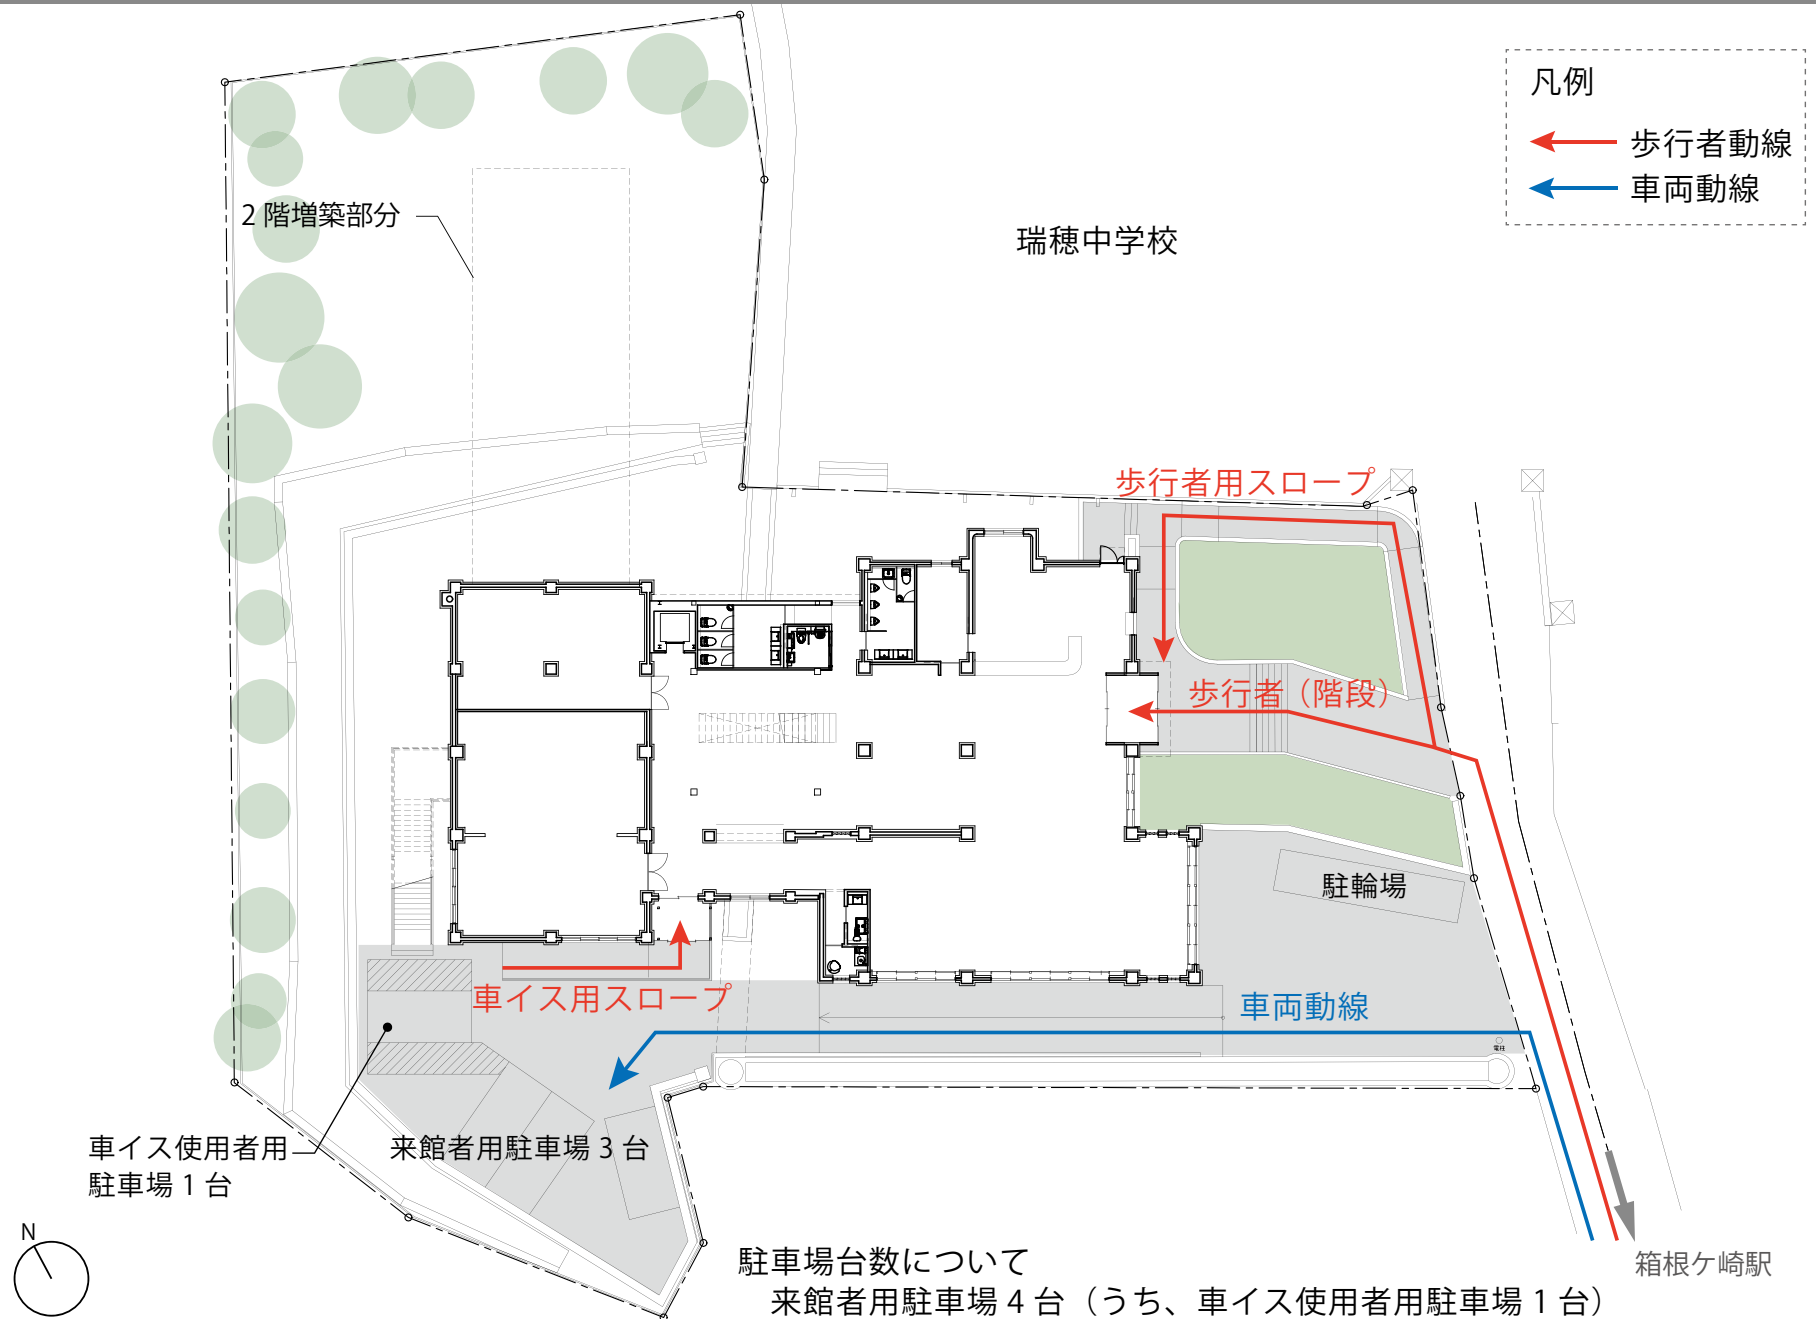 凡例
歩行者動線
車両動線
2 階増築部分
瑞穂中学校
歩行者用スロープ
歩行者（階段）
駐輪場
車イス用スロープ
車両動線
電柱
車イス使用者用
駐車場 1 台
来館者用駐車場 3 台
N
駐車場台数について
来館者用駐車場 4 台（うち、車イス使用者用駐車場 1 台）
箱根ケ崎駅